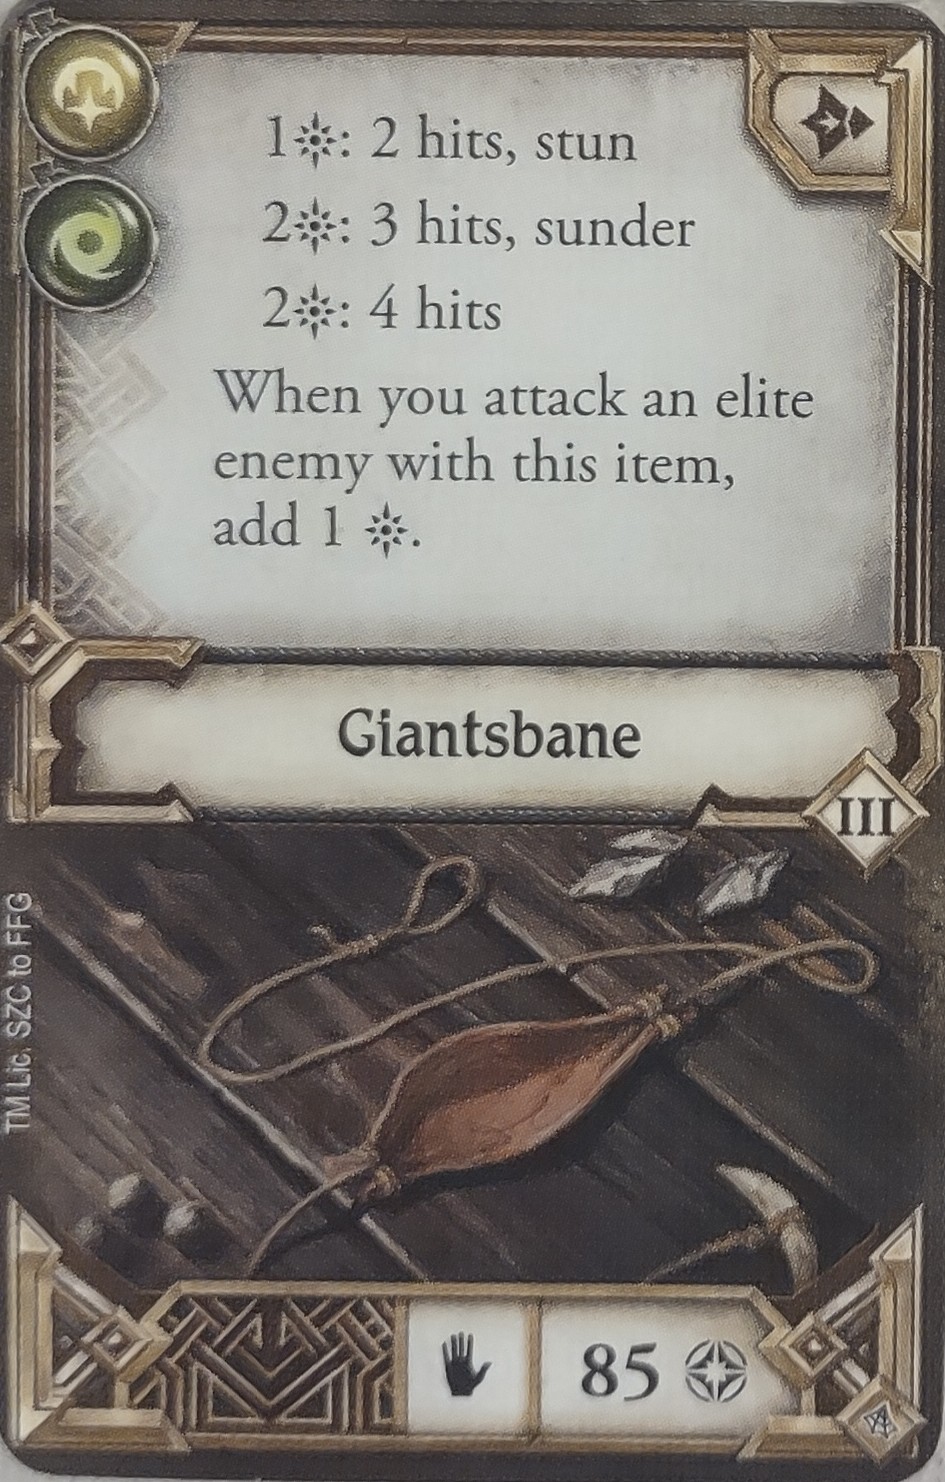 1☀: 2 hits, stun
2☀: 3 hits, sunder
2☀: 4 hits
When you attack an elite
enemy with this item,
add 1 ☀.
Giantsbane
III
TM Lic. SZC to FFG
85